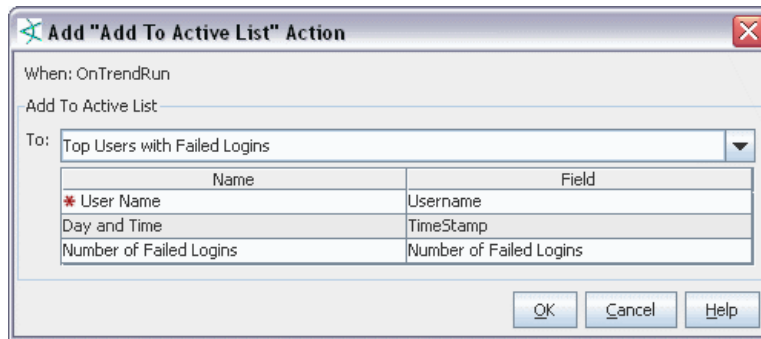 Add "Add To Active List" Action
When: OnTrendRun
Add To Active List
To: Top Users with Failed Logins
Name Field
* User Name Username
Day and Time TimeStamp
Number of Failed Logins Number of Failed Logins
OK Cancel Help